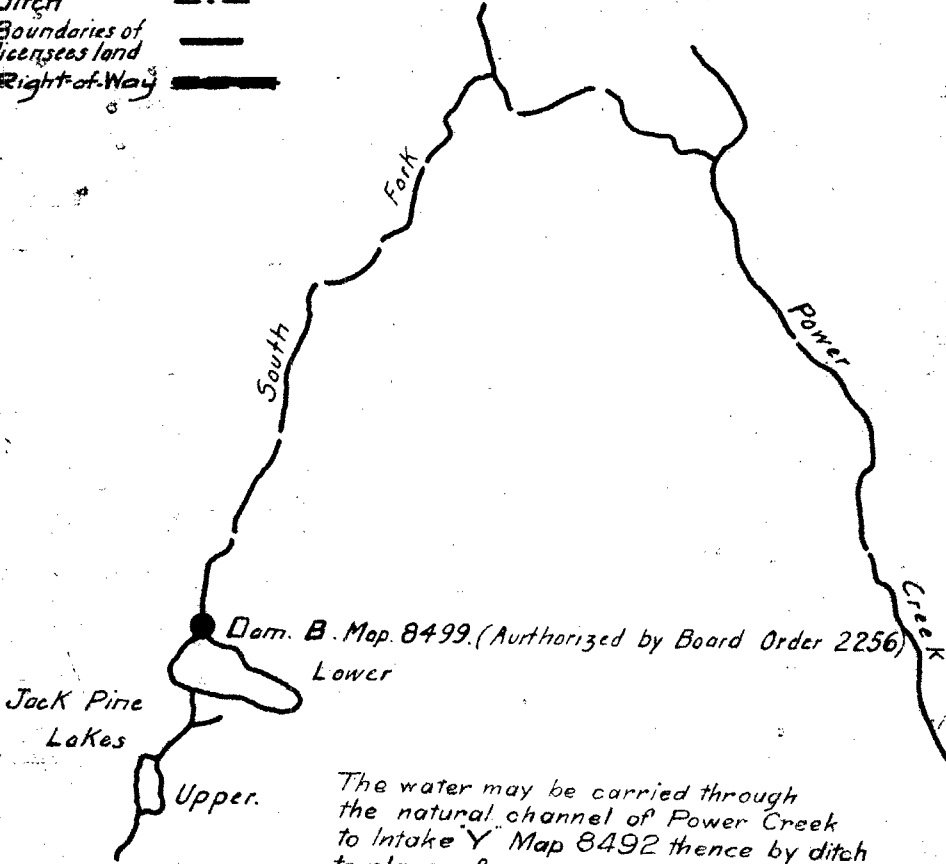 Ditch
Boundaries of
licensees land
Right-of-Way
Fork
South
Power
Creek
Dam. B. Map. 8499. (Aurthorized by Board Order 2256)
Lower
Jack Pine
Lakes
Upper.
The water may be carried through
the natural channel of Power Creek
to Intake "Y" Map 8492 thence by ditch